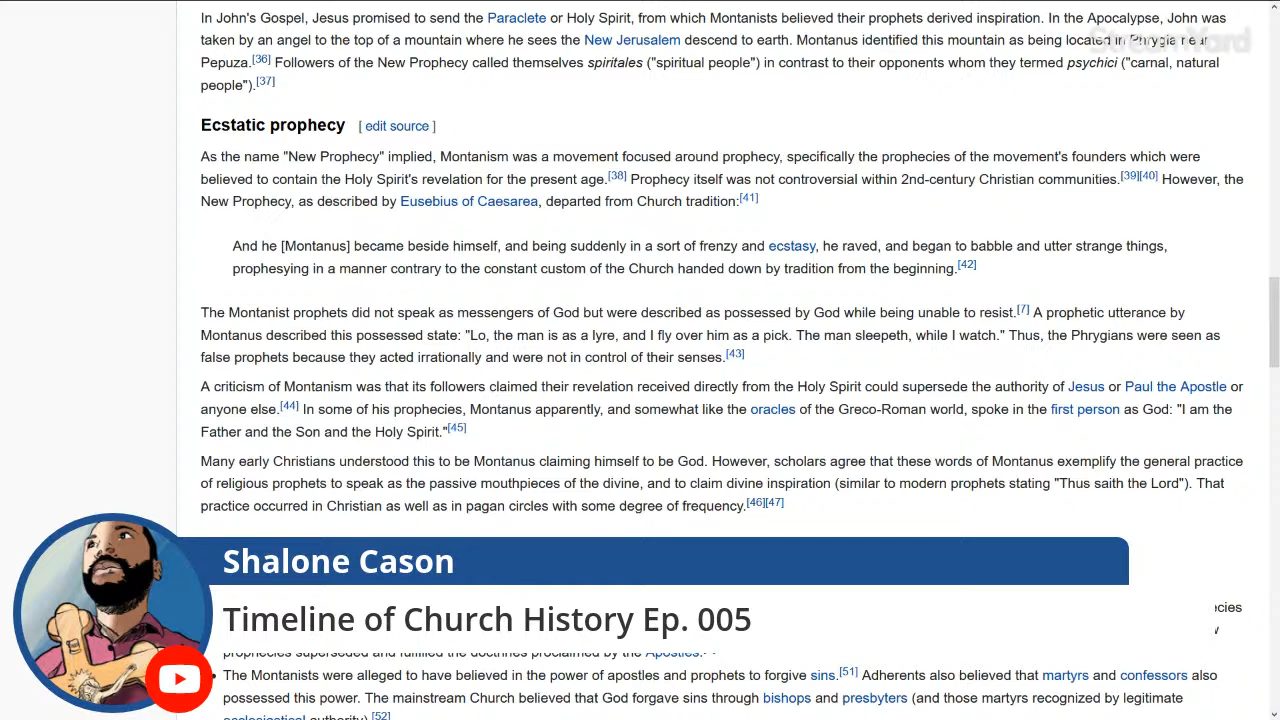 In John's Gospel, Jesus promised to send the Paraclete or Holy Spirit, from which Montanists believed their prophets derived inspiration. In the Apocalypse, John was
taken by an angel to the top of a mountain where he sees the New Jerusalem descend to earth. Montanus identified this mountain as being located in Phrygia near
StreamYard
Pepuza.[36] Followers of the New Prophecy called themselves spiritales ("spiritual people") in contrast to their opponents whom they termed psychici ("carnal, natural
people").[37]
Ecstatic prophecy [ edit source ]
As the name "New Prophecy" implied, Montanism was a movement focused around prophecy, specifically the prophecies of the movement's founders which were
believed to contain the Holy Spirit's revelation for the present age.[38] Prophecy itself was not controversial within 2nd-century Christian communities.[39][40] However, the
New Prophecy, as described by Eusebius of Caesarea, departed from Church tradition:[41]
And he [Montanus] became beside himself, and being suddenly in a sort of frenzy and ecstasy, he raved, and began to babble and utter strange things,
prophesying in a manner contrary to the constant custom of the Church handed down by tradition from the beginning.[42]
The Montanist prophets did not speak as messengers of God but were described as possessed by God while being unable to resist.[7] A prophetic utterance by
Montanus described this possessed state: "Lo, the man is as a lyre, and I fly over him as a pick. The man sleepeth, while I watch." Thus, the Phrygians were seen as
false prophets because they acted irrationally and were not in control of their senses.[43]
A criticism of Montanism was that its followers claimed their revelation received directly from the Holy Spirit could supersede the authority of Jesus or Paul the Apostle or
anyone else.[44] In some of his prophecies, Montanus apparently, and somewhat like the oracles of the Greco-Roman world, spoke in the first person as God: "I am the
Father and the Son and the Holy Spirit."[45]
Many early Christians understood this to be Montanus claiming himself to be God. However, scholars agree that these words of Montanus exemplify the general practice
of religious prophets to speak as the passive mouthpieces of the divine, and to claim divine inspiration (similar to modern prophets stating "Thus saith the Lord"). That
practice occurred in Christian as well as in pagan circles with some degree of frequency.[46][47]
Shalone Cason
Timeline of Church History Ep. 005
prophecies superseded and fulfilled the doctrines proclaimed by the Apostles.
The Montanists were alleged to have believed in the power of apostles and prophets to forgive sins.[51] Adherents also believed that martyrs and confessors also
possessed this power. The mainstream Church believed that God forgave sins through bishops and presbyters (and those martyrs recognized by legitimate
ecclesiastical authority).[52]